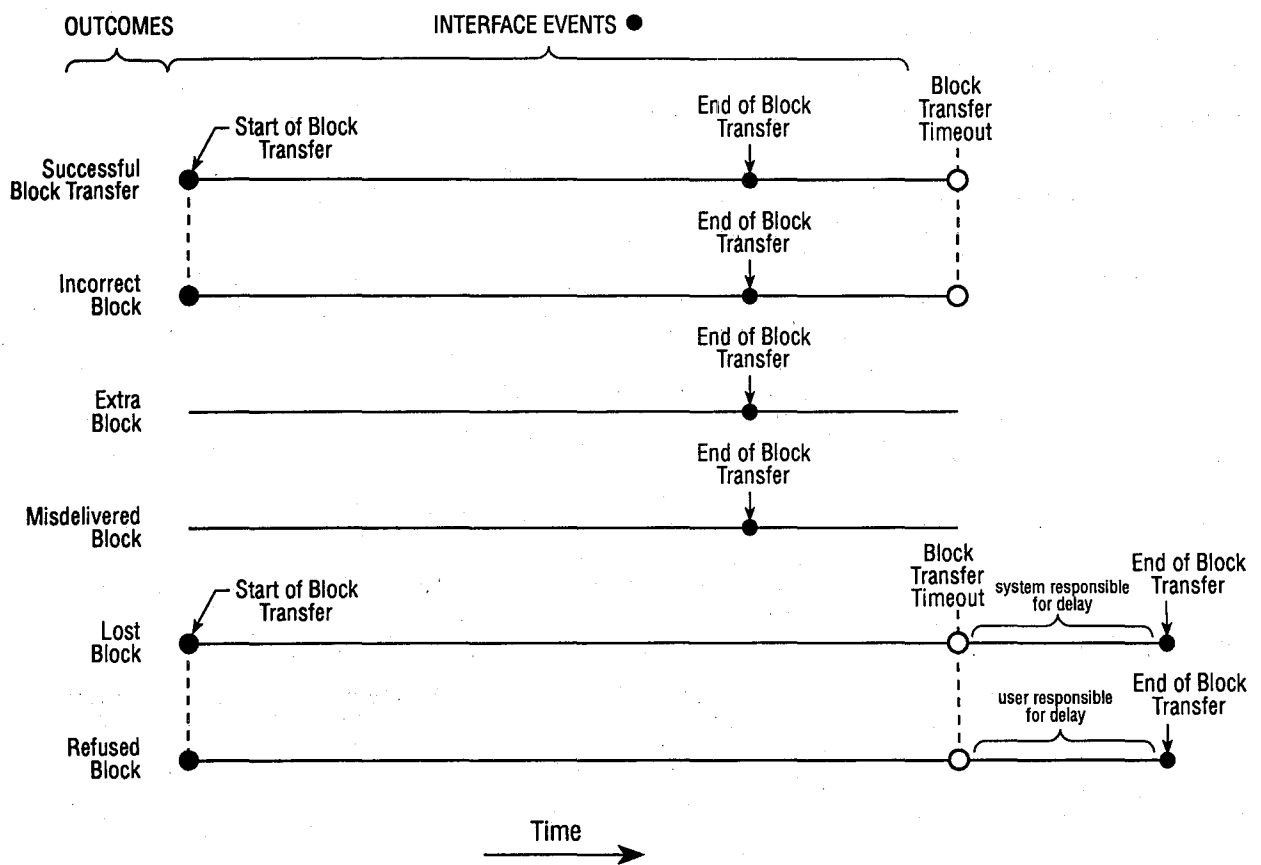 OUTCOMES
INTERFACE EVENTS
Start of Block
Transfer
End of Block
Transfer
Block
Transfer
Timeout
Successful
Block Transfer
End of Block
Transfer
Incorrect
Block
End of Block
Transfer
Extra
Block
End of Block
Transfer
Misdelivered
Block
Start of Block
Transfer
Block
Transfer
Timeout
system responsible
for delay
End of Block
Transfer
Lost
Block
user responsible
for delay
End of Block
Transfer
Refused
Block
Time